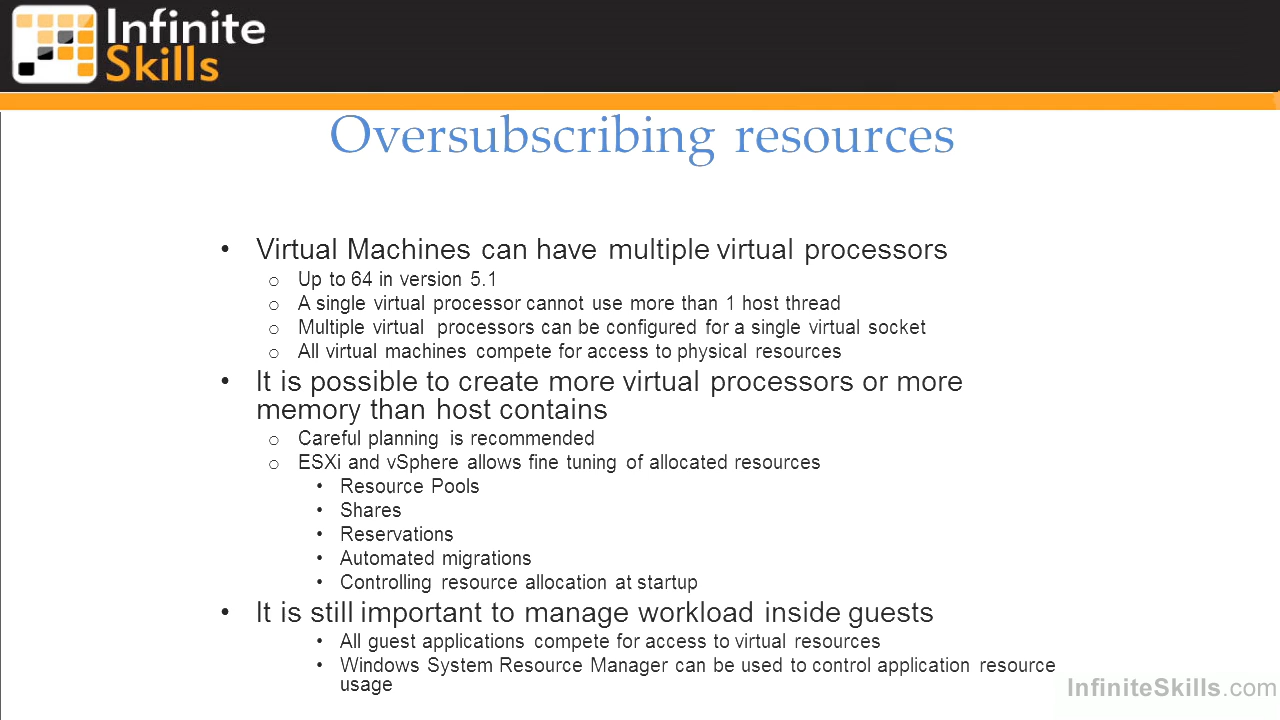 Infinite
Skills
Oversubscribing resources
• Virtual Machines can have multiple virtual processors
o Up to 64 in version 5.1
o A single virtual processor cannot use more than 1 host thread
o Multiple virtual processors can be configured for a single virtual socket
o All virtual machines compete for access to physical resources
• It is possible to create more virtual processors or more
memory than host contains
o Careful planning is recommended
o ESXi and vSphere allows fine tuning of allocated resources
• Resource Pools
• Shares
• Reservations
• Automated migrations
• Controlling resource allocation at startup
• It is still important to manage workload inside guests
• All guest applications compete for access to virtual resources
• Windows System Resource Manager can be used to control application resource
usage
InfiniteSkills.com